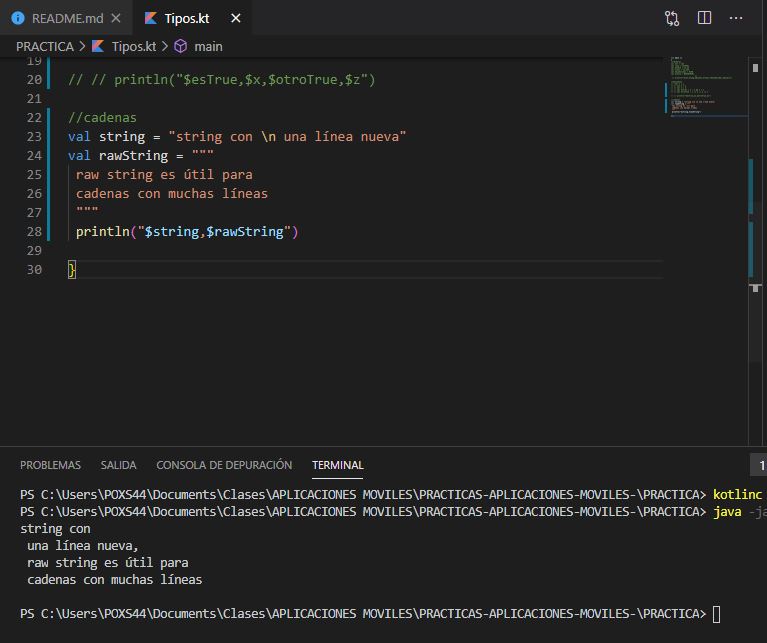 README.md
Tipos.kt
PRACTICA > Tipos.kt > main
19
20 // // println("$esTrue,$x,$otroTrue,$z")
21
22 //cadenas
23 val string = "string con \n una línea nueva"
24 val rawString = """
25 raw string es útil para
26 cadenas con muchas líneas
27 """
28 println("$string,$rawString")
29
30 }
PROBLEMAS SALIDA CONSOLA DE DEPURACIÓN TERMINAL 1
PS C:\Users\POXS44\Documents\Clases\APLICACIONES MOVILES\PRACTICAS-APLICACIONES-MOVILES-\PRACTICA> kotlinc
PS C:\Users\POXS44\Documents\Clases\APLICACIONES MOVILES\PRACTICAS-APLICACIONES-MOVILES-\PRACTICA> java -ja
string con
una línea nueva,
raw string es útil para
cadenas con muchas líneas
PS C:\Users\POXS44\Documents\Clases\APLICACIONES MOVILES\PRACTICAS-APLICACIONES-MOVILES-\PRACTICA>